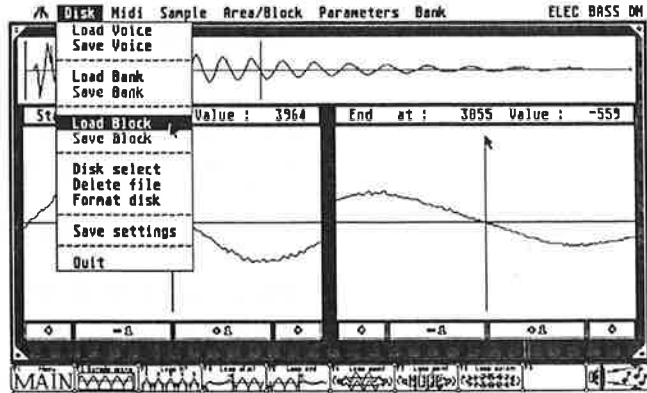 Disk Midi Sample Area/Block Parameters Bank ELEC BASS DM
Load Voice
Save Voice
Load Bank
Save Bank
Sta Value : 3964 End at : 3055 Value : -559
Load Block
Save Block
Disk select
Delete file
Format disk
Save settings
Quit
MAIN